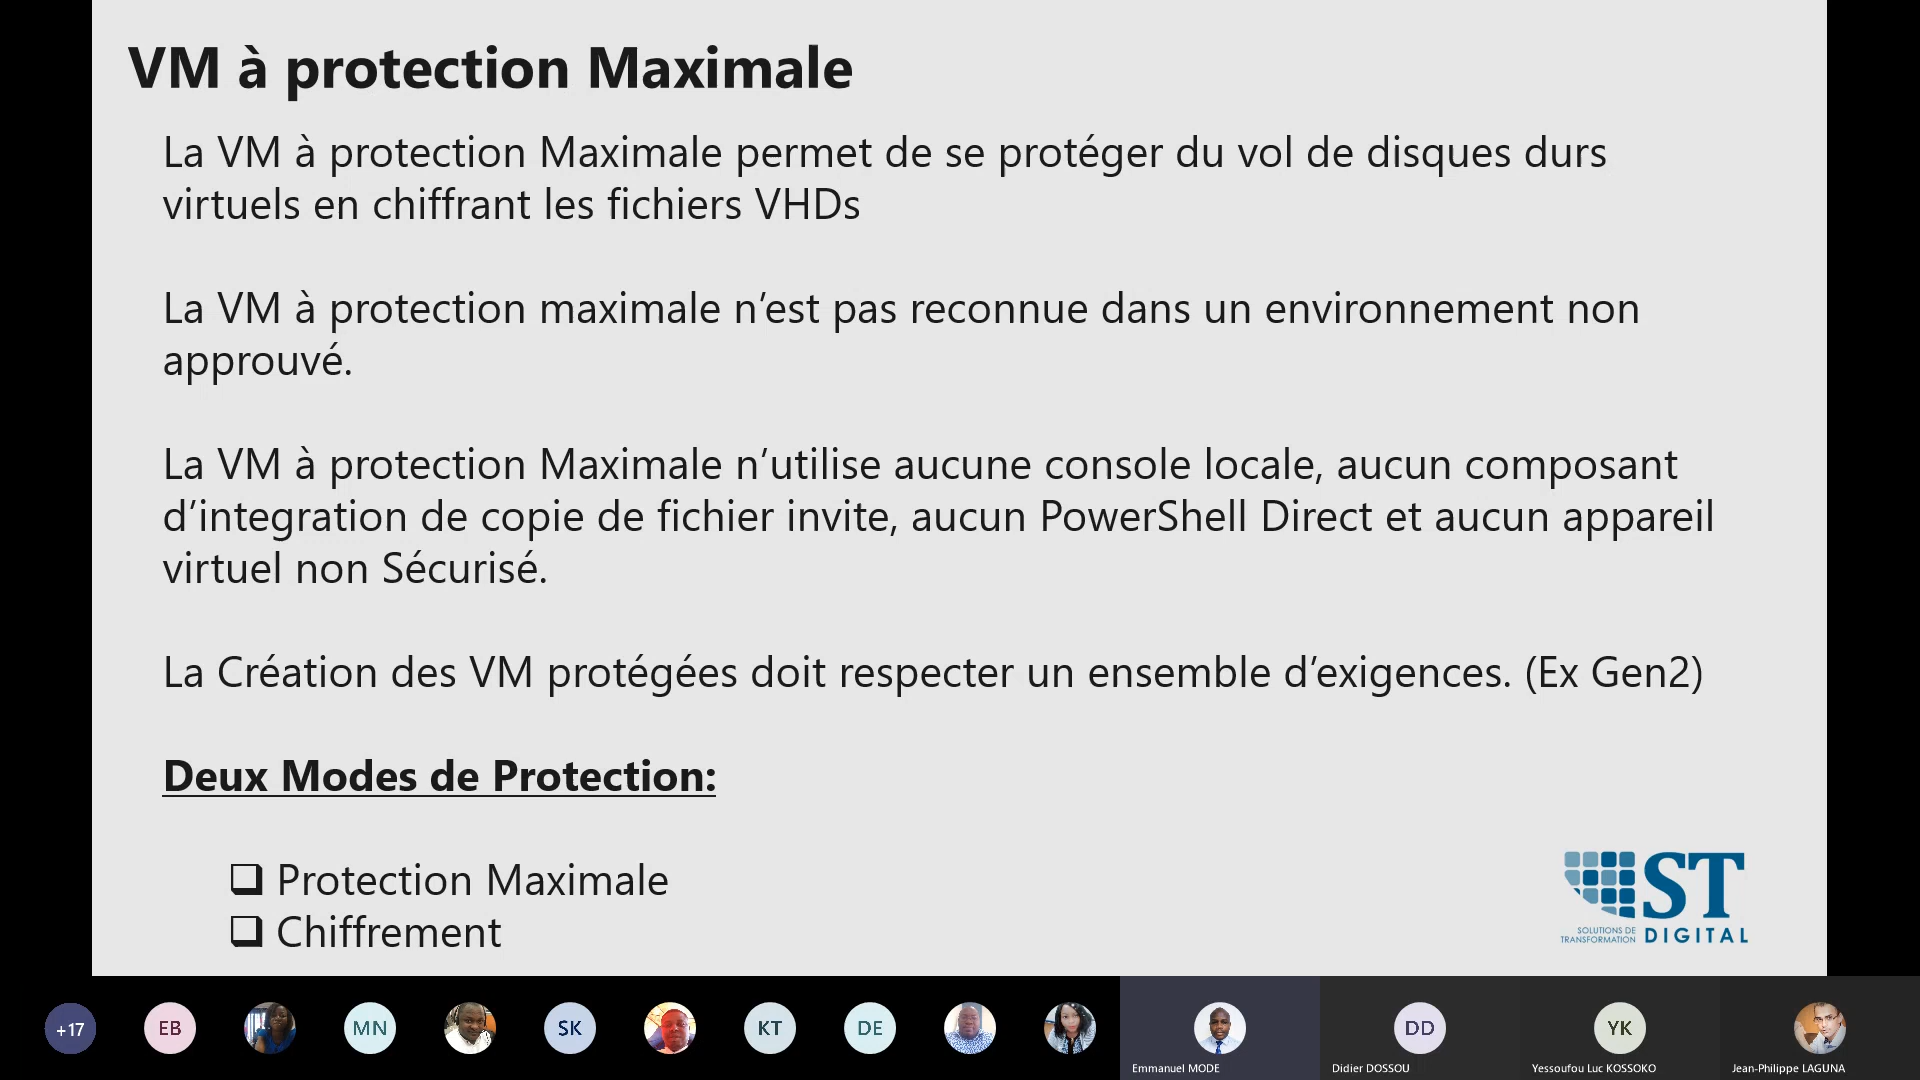 VM à protection Maximale
La VM à protection Maximale permet de se protéger du vol de disques durs
virtuels en chiffrant les fichiers VHDs
La VM à protection maximale n’est pas reconnue dans un environnement non
approuvé.
La VM à protection Maximale n‘utilise aucune console locale, aucun composant
d’integration de copie de fichier invite, aucun PowerShell Direct et aucun appareil
virtuel non Sécurisé.
La Création des VM protégées doit respecter un ensemble d’exigences. (Ex Gen2)
Deux Modes de Protection:
Protection Maximale
Chiffrement
ST
SOLUTIONS DE
TRANSFORMATION DIGITAL
+17
EB
MN
SK
KT
DE
DD
YK
Emmanuel MODE
Didier DOSSOU
Yessoufou Luc KOSSOKO
Jean-Philippe LAGUNA